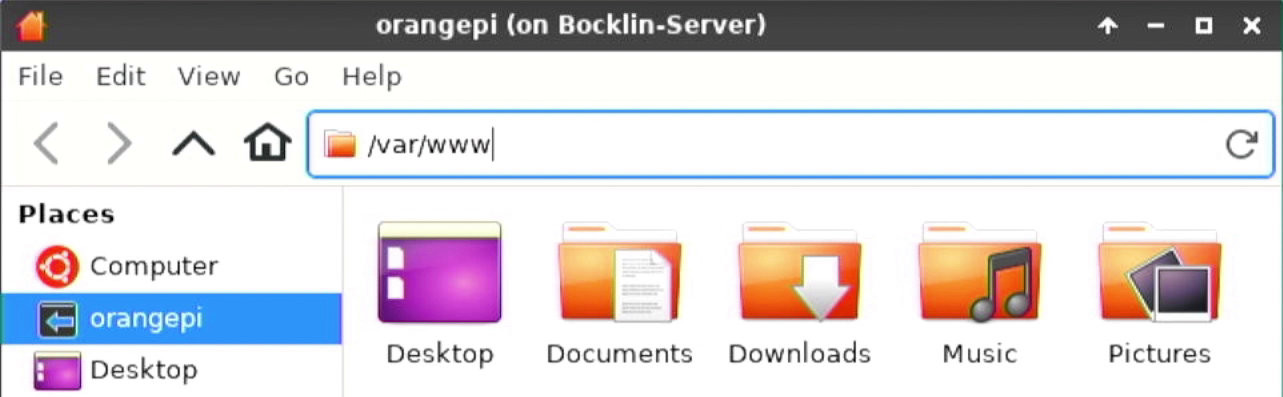 orangepi (on Bocklin-Server)
File Edit View Go Help
/var/www
Places
Computer
orangepi
Desktop
Desktop Documents Downloads Music Pictures